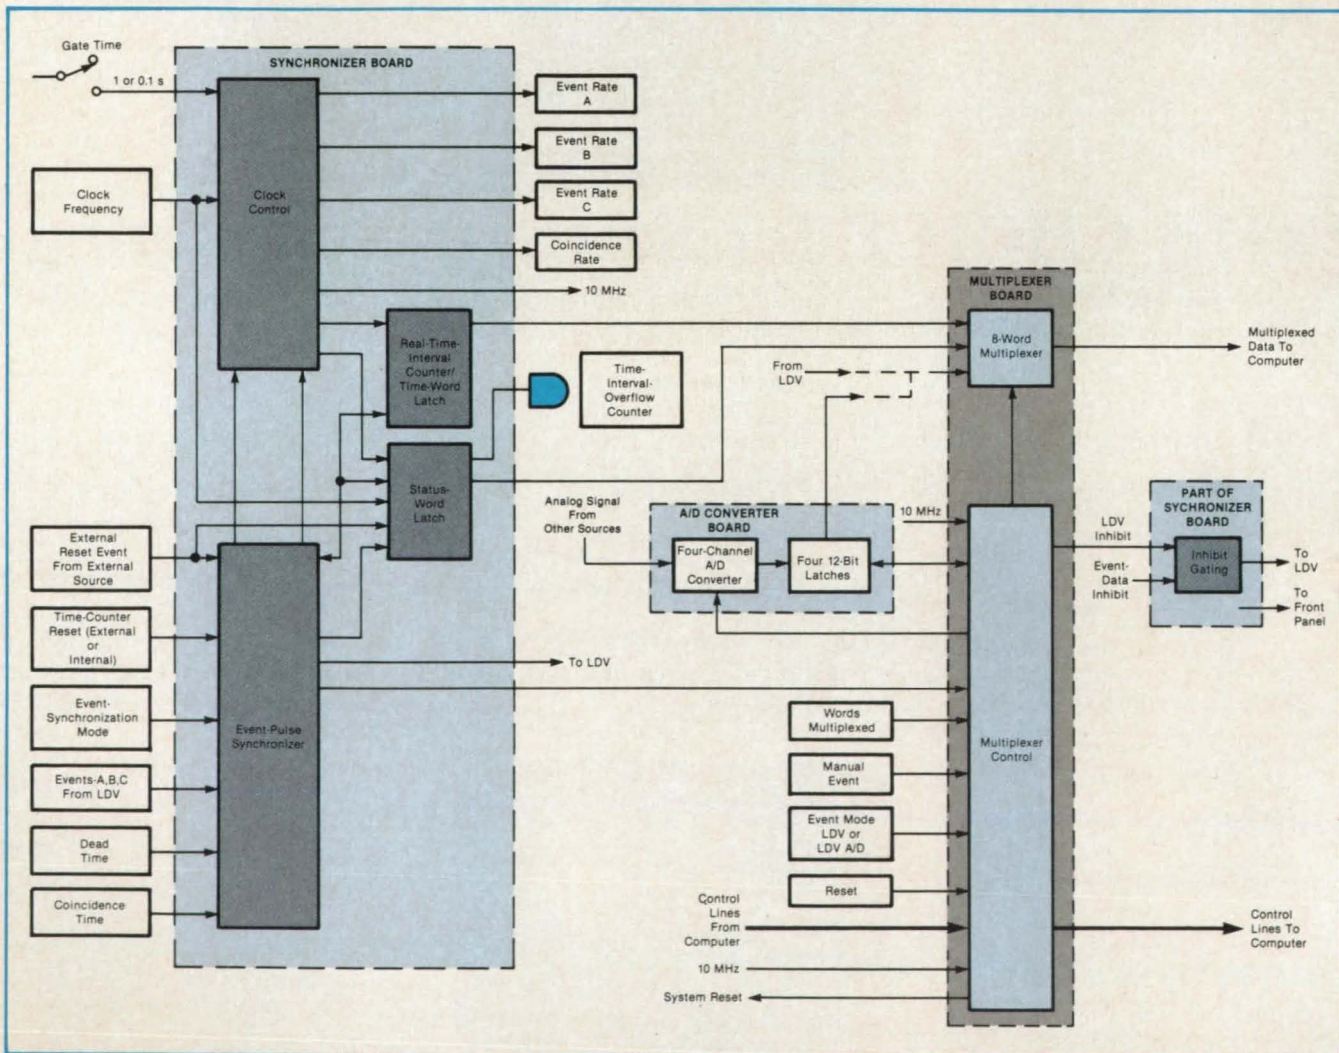 Gate Time
1 or 0.1 s
SYNCHRONIZER BOARD
Clock
Frequency
Clock
Control
Event Rate
A
Event Rate
B
Event Rate
C
Coincidence
Rate
10 MHz
Real-Time-
Interval
Counter/
Time-Word
Latch
Time-
Interval-
Overflow
Counter
Status-
Word
Latch
External
Reset Event
From External
Source
Time-Counter
Reset (External
or
Internal)
Event-
Synchronization
Mode
Events-A,B,C
From LDV
Dead
Time
Coincidence
Time
Event-Pulse
Synchronizer
To LDV
Analog Signal
From
Other Sources
A/D CONVERTER
BOARD
Four-Channel
A/D
Converter
Four 12-Bit
Latches
From
LDV
MULTIPLEXER
BOARD
8-Word
Multiplexer
Multiplexed
Data To
Computer
10 MHz
Multiplexer
Control
Words
Multiplexed
Manual
Event
Event Mode
LDV or
LDV A/D
Reset
Control
Lines
From
Computer
10 MHz
System Reset
LDV
Inhibit
Event-
Data
Inhibit
PART OF
SYCHRONIZER
BOARD
Inhibit
Gating
To
LDV
To
Front
Panel
Control
Lines To
Computer